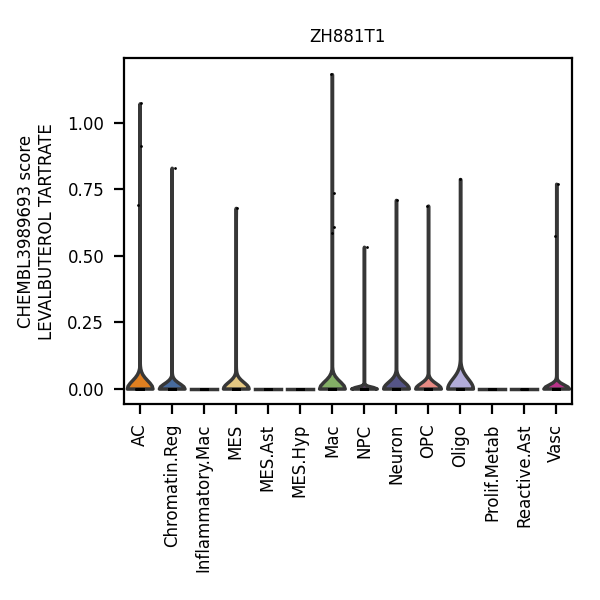 ZH881T1
CHEMBL3989693 score
LEVALBUTEROL TARTRATE
1.00
0.75
0.50
0.25
0.00
AC
Chromatin.Reg
Inflammatory.Mac
MES
MES.Ast
MES.Hyp
Mac
NPC
Neuron
OPC
Oligo
Prolif.Metab
Reactive.Ast
Vasc